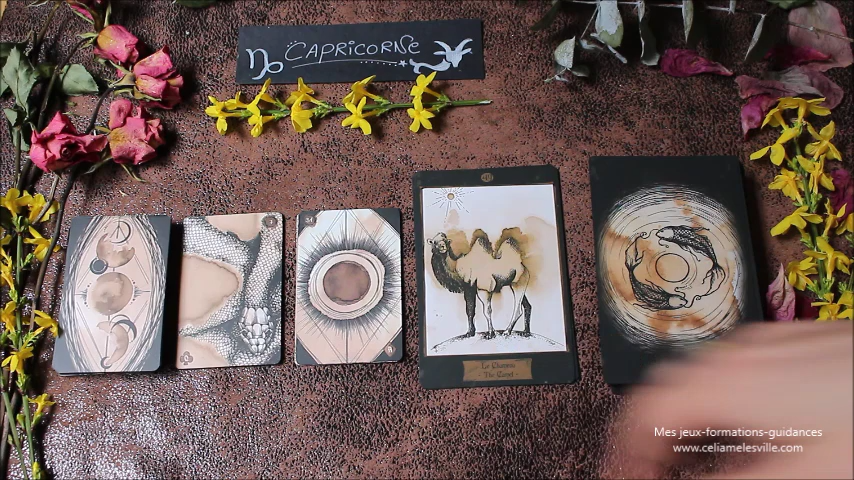 CAPRICORNE
Le Chameau
- The Camel -
Mes jeux-formations-guidances
www.celiamelesville.com